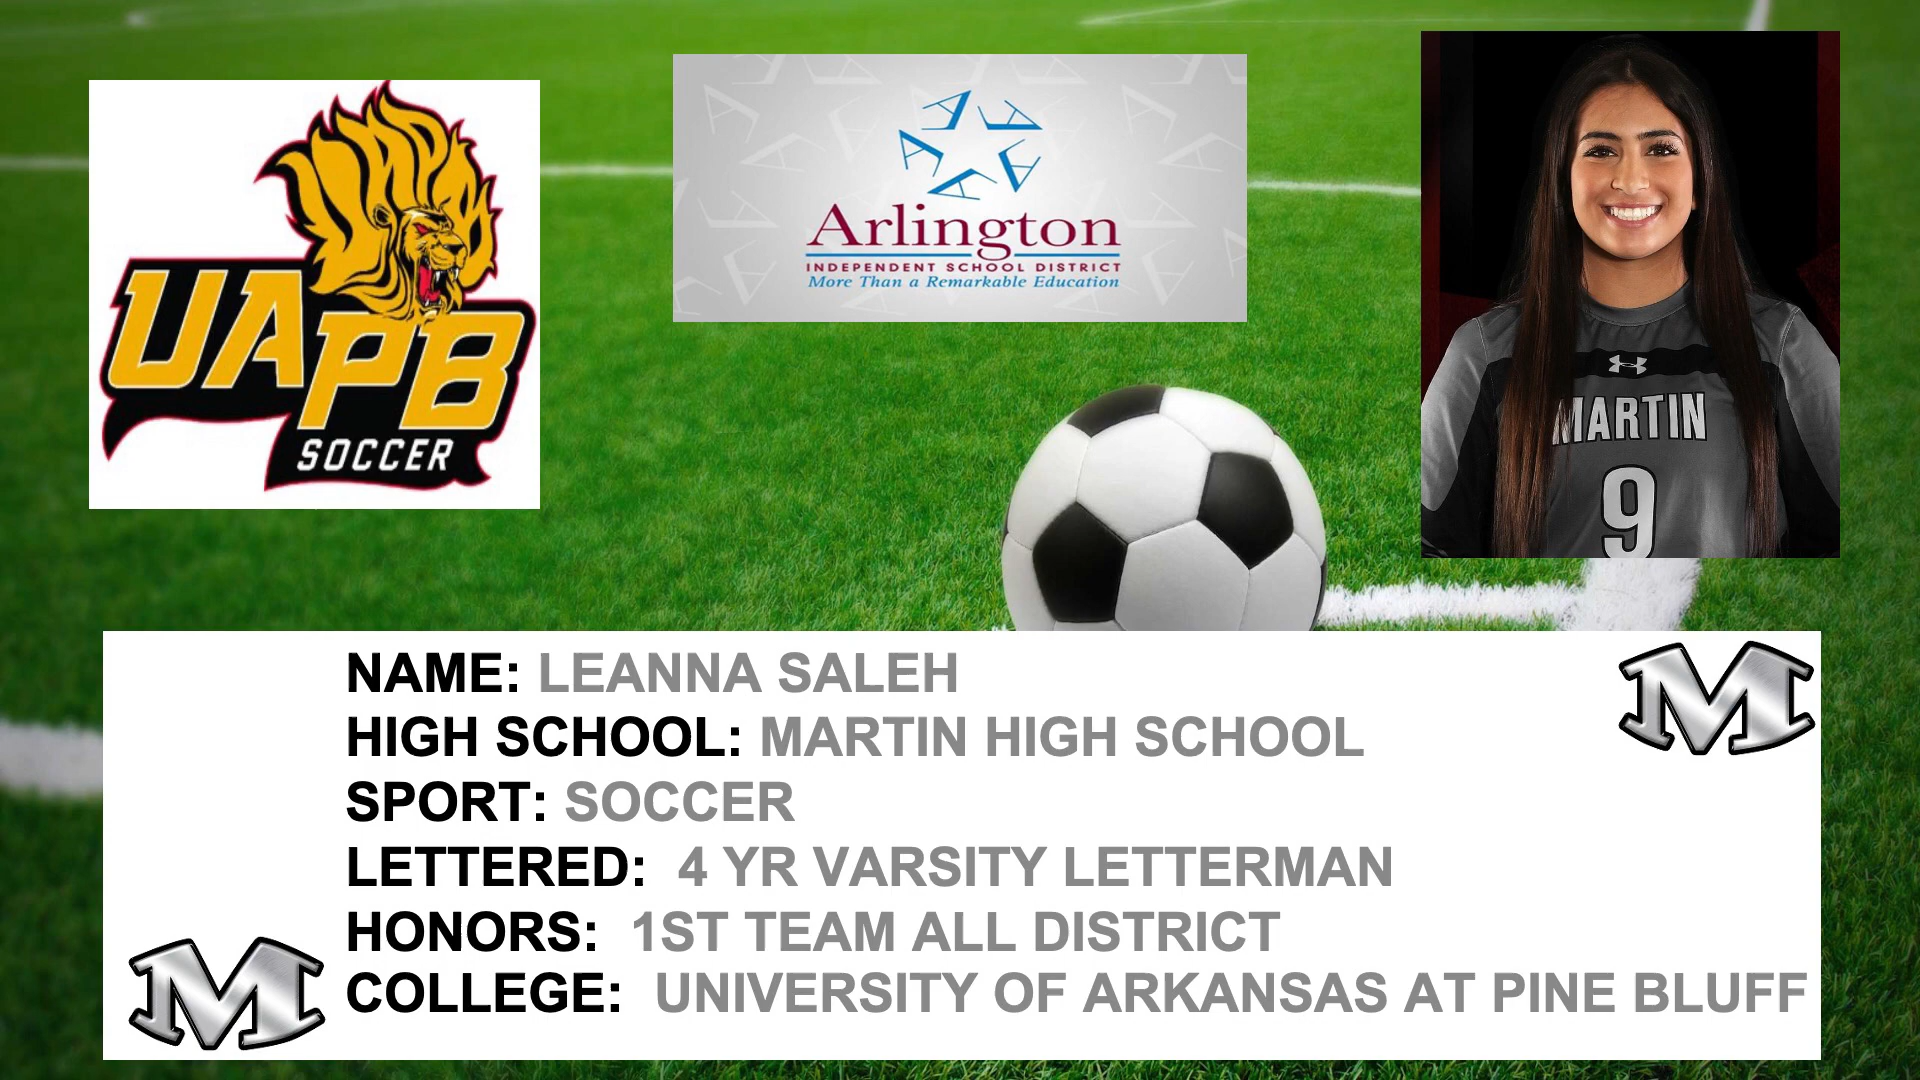 UAPB
UAPB
SOCCER
Arlington
INDEPENDENT SCHOOL DISTRICT
More Than a Remarkable Education
MARTIN
9
NAME: LEANNA SALEH
HIGH SCHOOL: MARTIN HIGH SCHOOL
SPORT: SOCCER
LETTERED: 4 YR VARSITY LETTERMAN
HONORS: 1ST TEAM ALL DISTRICT
COLLEGE: UNIVERSITY OF ARKANSAS AT PINE BLUFF
M
M